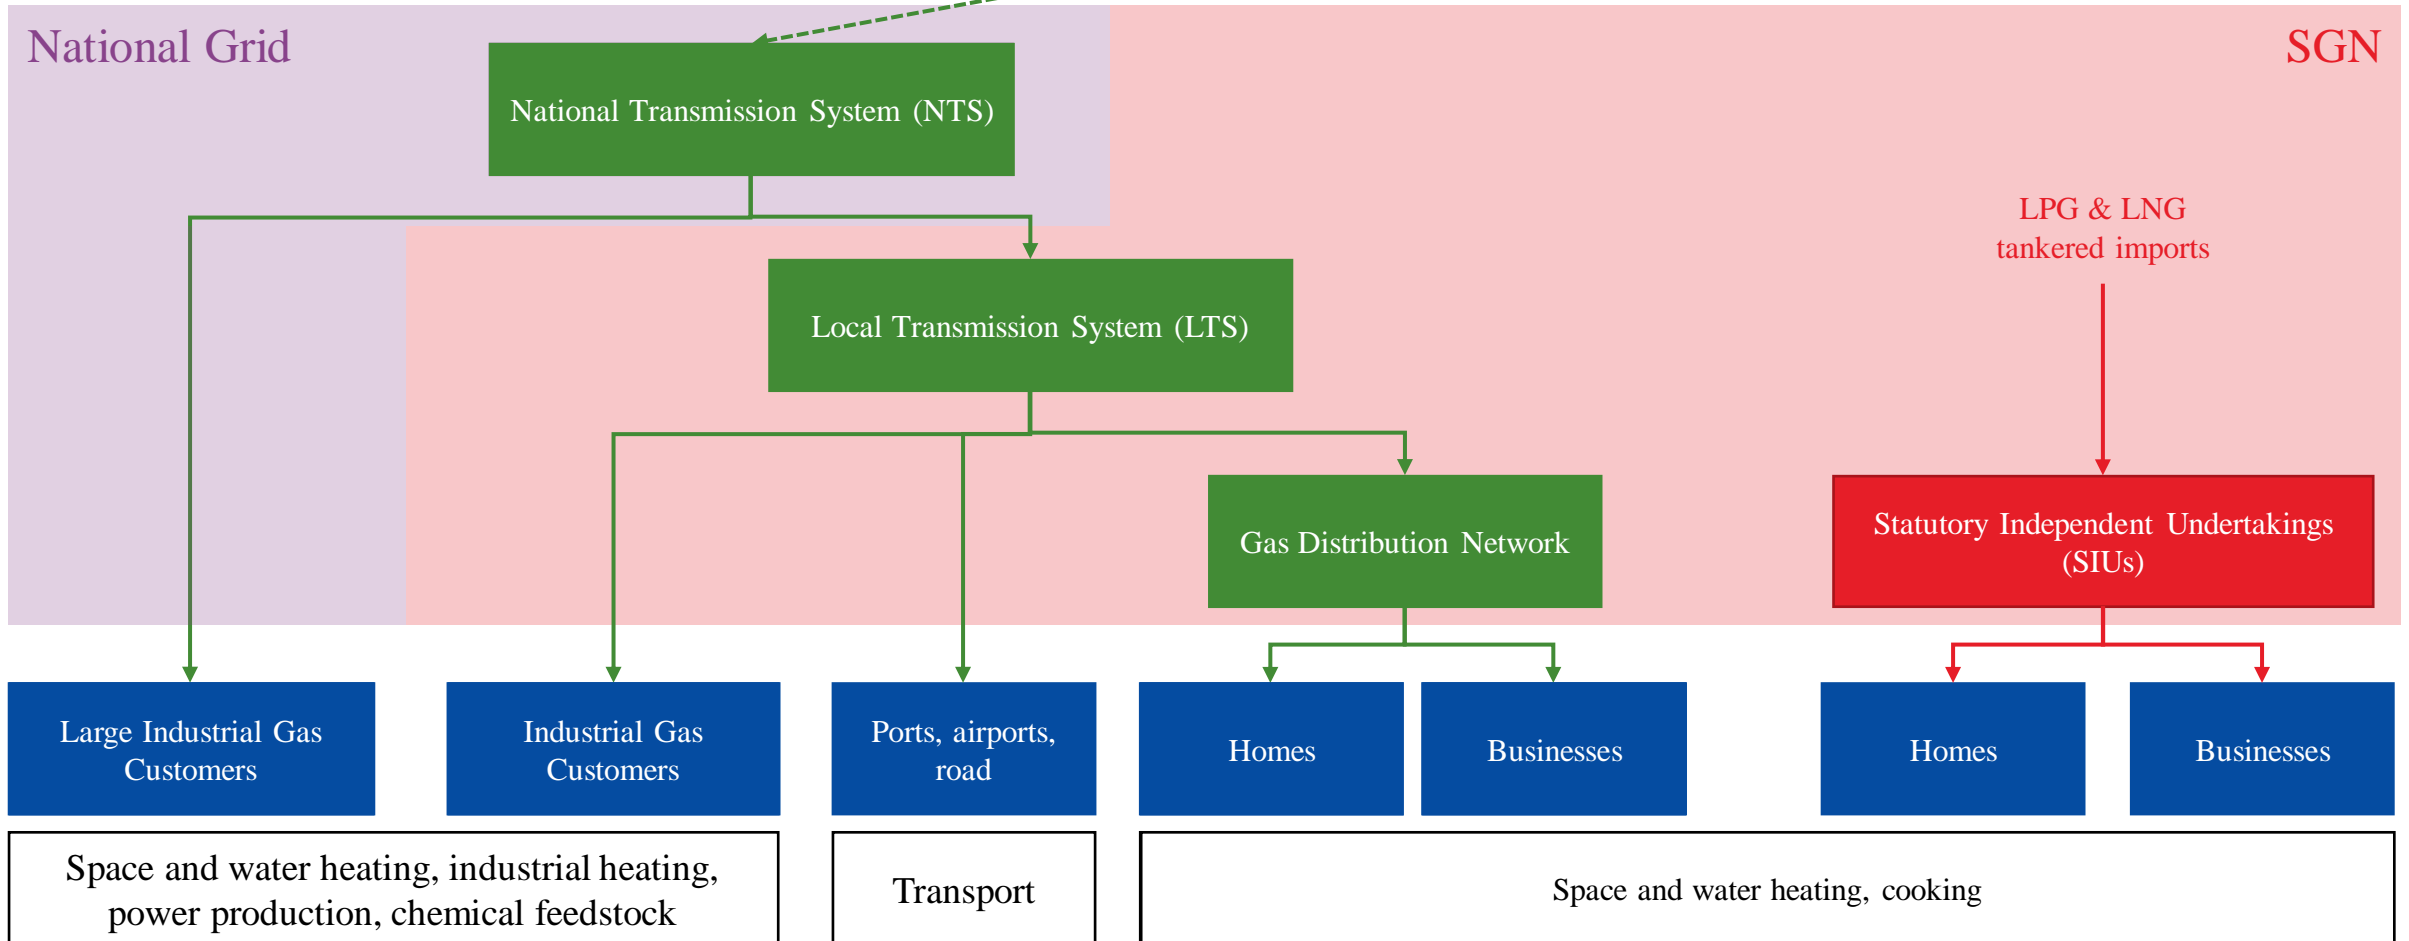 National Grid
SGN
National Transmission System (NTS)
LPG & LNG
tankered imports
Local Transmission System (LTS)
Gas Distribution Network
Statutory Independent Undertakings
(SIUs)
Large Industrial Gas
Customers
Industrial Gas
Customers
Ports, airports,
road
Homes
Businesses
Homes
Businesses
Space and water heating, industrial heating,
power production, chemical feedstock
Transport
Space and water heating, cooking